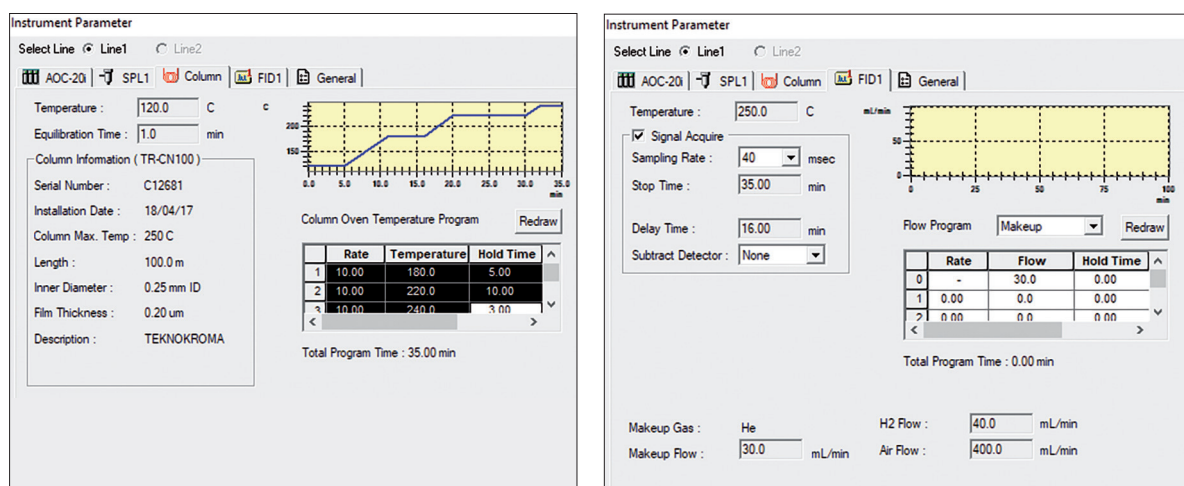 Instrument Parameter
Select Line Line1 Line2
AOC-20i SPL1 Column FID1 General
Temperature : 120.0 C
Equilibration Time : 1.0 min
Column Information ( TR-CN100 )
Serial Number : C12681
Installation Date : 18/04/17
Column Max. Temp : 250 C
Length : 100.0 m
Inner Diameter : 0.25 mm ID
Film Thickness : 0.20 um
Description : TEKNOKROMA
C
200
150
0.0 5.0 10.0 15.0 20.0 25.0 30.0 35.0
min
Column Oven Temperature Program Redraw
Rate Temperature Hold Time
1 10.00 180.0 5.00
2 10.00 220.0 10.00
3 10.00 240.0 3.00
Total Program Time : 35.00 min
Instrument Parameter
Select Line Line1 Line2
AOC-20i SPL1 Column FID1 General
Temperature : 250.0 C
Signal Acquire
Sampling Rate : 40 msec
Stop Time : 35.00 min
Delay Time : 16.00 min
Subtract Detector : None
mL/min
50
0
0 25 50 75 100
min
Flow Program Makeup Redraw
Rate Flow Hold Time
0 - 30.0 0.00
1 0.00 0.0 0.00
2 0.00 0.0 0.00
Total Program Time : 0.00 min
Makeup Gas : He
Makeup Flow : 30.0 mL/min
H2 Flow : 40.0 mL/min
Air Flow : 400.0 mL/min